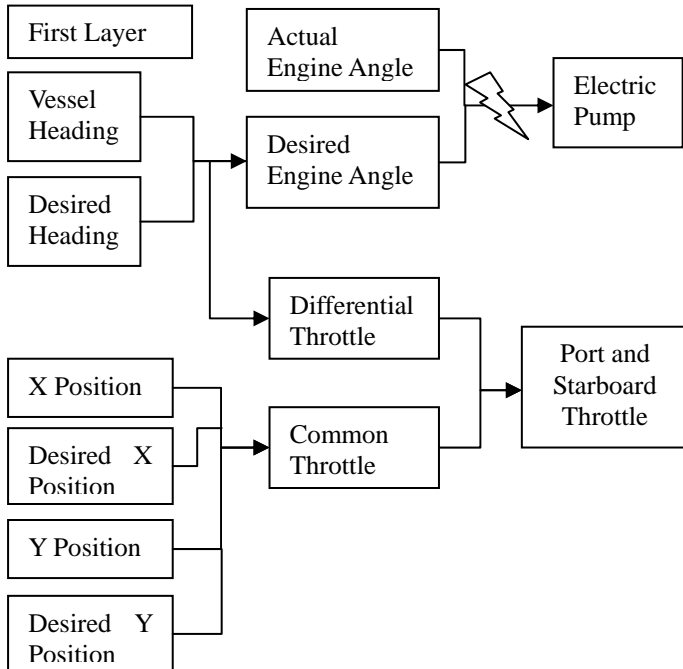 First Layer
Actual
Engine Angle
Electric
Pump
Vessel
Heading
Desired
Engine Angle
Desired
Heading
Differential
Throttle
Port and
Starboard
Throttle
X Position
Common
Throttle
Desired X
Position
Y Position
Desired Y
Position